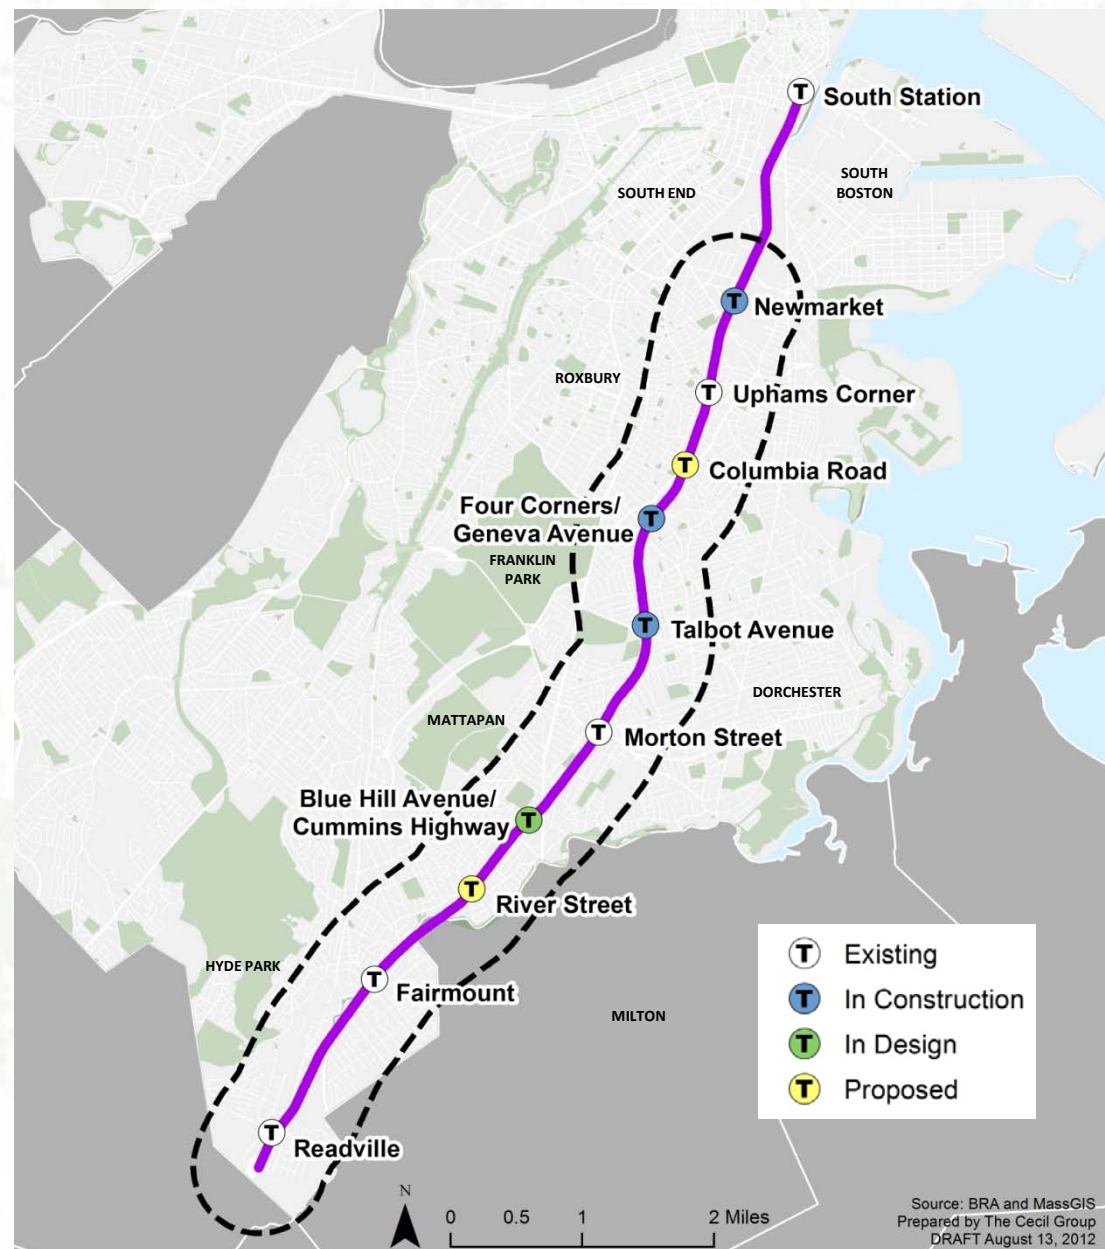 South Station
SOUTH
BOSTON
SOUTH END
T
Newmarket
T
ROXBURY
T
Uphams Corner
T
Columbia Road
Four Corners/
Geneva Avenue
T
FRANKLIN
PARK
T
Talbot Avenue
DORCHESTER
MATTAPAN
T
Morton Street
Blue Hill Avenue/
Cummins Highway
T
T
River Street
HYDE PARK
T
Fairmount
MILTON
T
Readville
T Existing
T In Construction
T In Design
T Proposed
N
0 0.5 1 2 Miles
Source: BRA and MassGIS
Prepared by The Cecil Group
DRAFT August 13, 2012